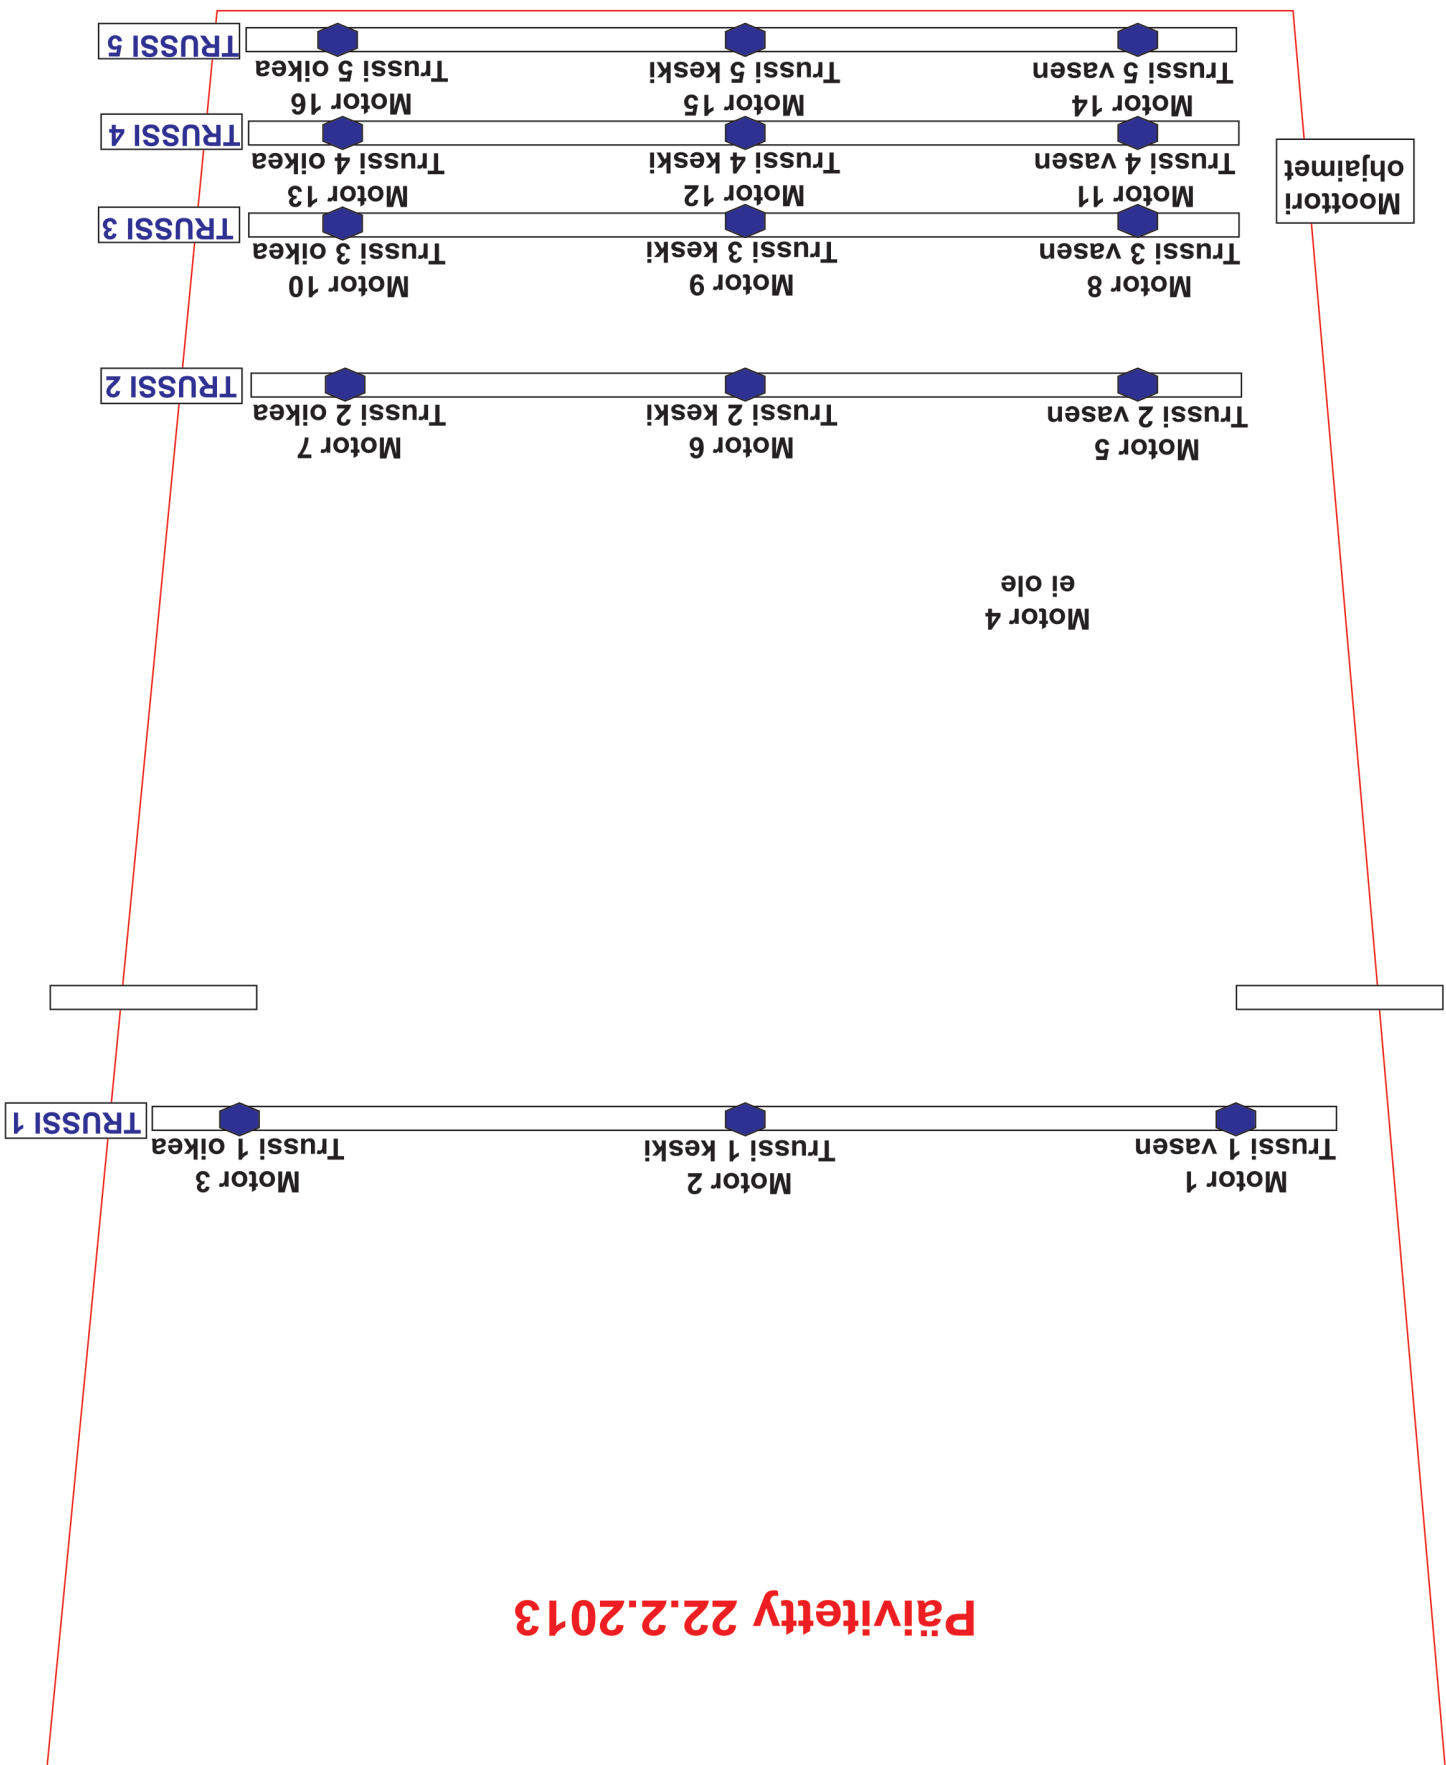 Päivitetty 22.2.2013
Motor 1
Trussi 1 vasen
Motor 2
Trussi 1 keski
Motor 3
Trussi 1 oikea
TRUSSI 1
Motor 4
ei ole
Motor 5
Trussi 2 vasen
Motor 6
Trussi 2 keski
Motor 7
Trussi 2 oikea
TRUSSI 2
Motor 8
Trussi 3 vasen
Motor 9
Trussi 3 keski
Motor 10
Trussi 3 oikea
TRUSSI 3
Moottori
ohjaimet
Motor 11
Trussi 4 vasen
Motor 12
Trussi 4 keski
Motor 13
Trussi 4 oikea
TRUSSI 4
Motor 14
Trussi 5 vasen
Motor 15
Trussi 5 keski
Motor 16
Trussi 5 oikea
TRUSSI 5